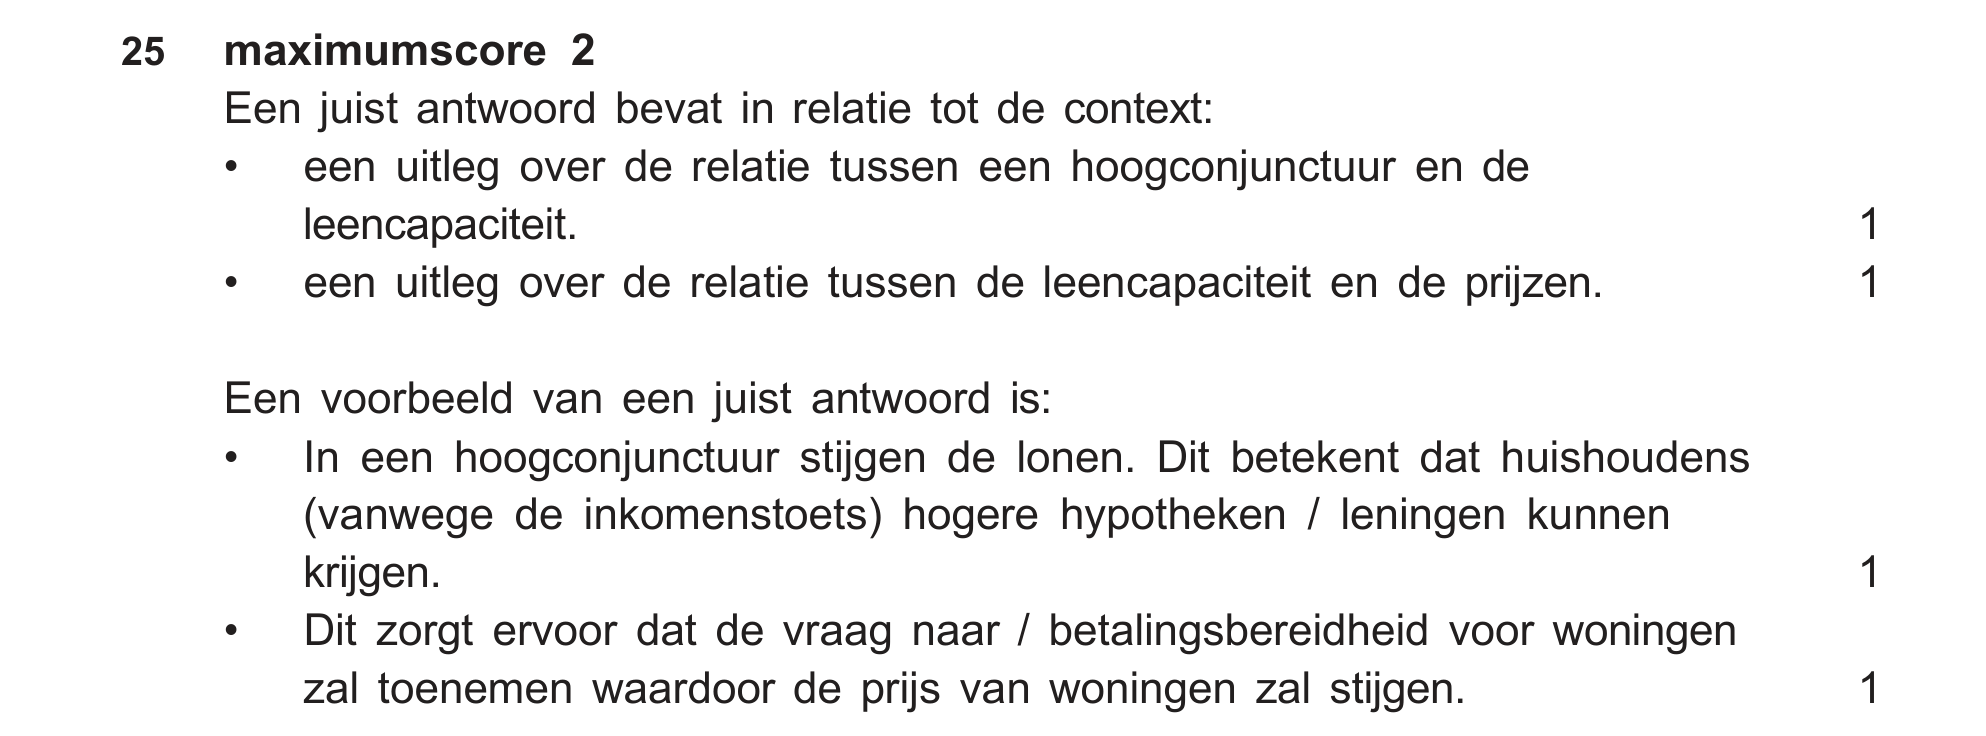 25 maximumscore 2
Een juist antwoord bevat in relatie tot de context:
• een uitleg over de relatie tussen een hoogconjunctuur en de
leencapaciteit. 1
• een uitleg over de relatie tussen de leencapaciteit en de prijzen. 1
Een voorbeeld van een juist antwoord is:
• In een hoogconjunctuur stijgen de lonen. Dit betekent dat huishoudens
(vanwege de inkomenstoets) hogere hypotheken / leningen kunnen
krijgen. 1
• Dit zorgt ervoor dat de vraag naar / betalingsbereidheid voor woningen
zal toenemen waardoor de prijs van woningen zal stijgen. 1